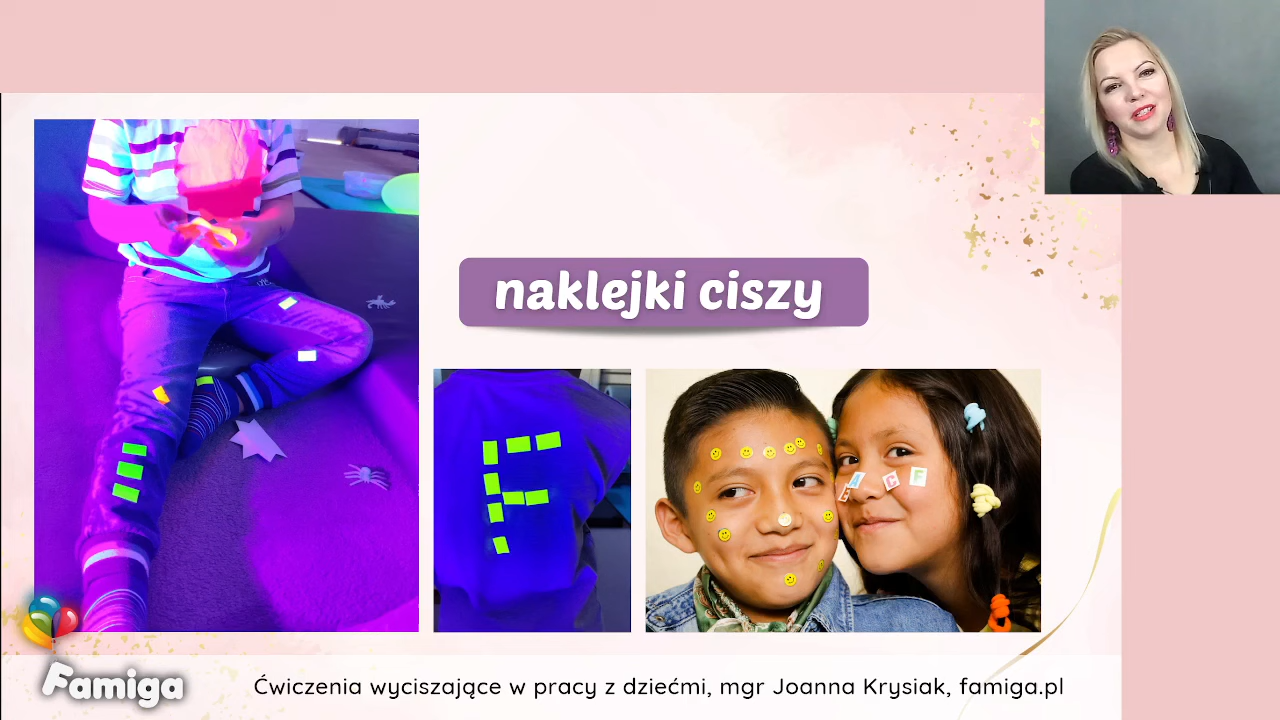 naklejki ciszy
Famiga
Ćwiczenia wyciszające w pracy z dziećmi, mgr Joanna Krysiak, famiga.pl